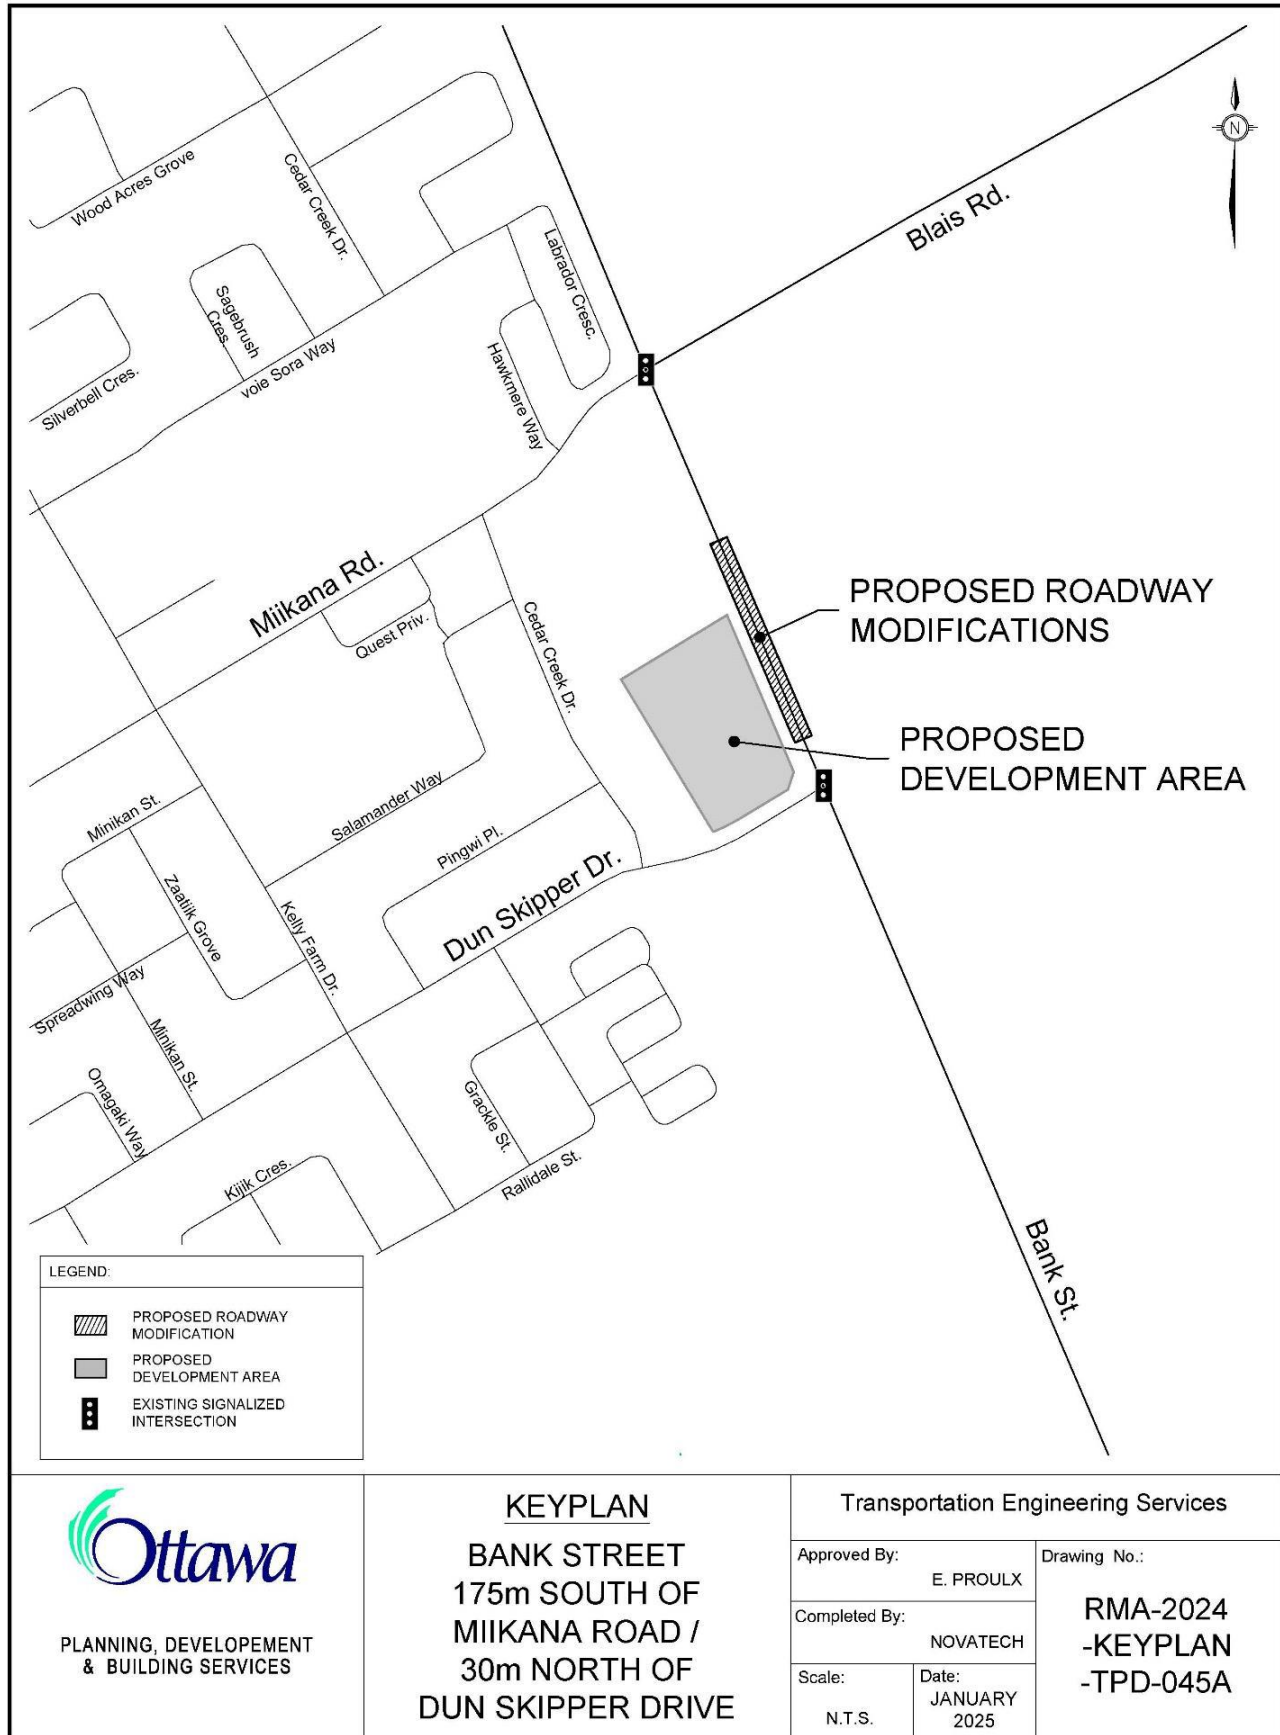 N
Blais Rd.
Wood Acres Grove
Cedar Creek Dr.
Labrador Cresc.
Sagebrush
Cres.
Silverbell Cres.
voie Sora Way
Hawkmere Way
Miikana Rd.
Quest Priv.
Cedar Creek Dr.
PROPOSED ROADWAY
MODIFICATIONS
PROPOSED
DEVELOPMENT AREA
Minikan St.
Salamander Way
Pingwi Pl.
Zaatiik Grove
Kelly Farm Dr.
Dun Skipper Dr.
Spreadwing Way
Minikan St.
Omagaki Way
Grackle St.
Rallidale St.
Kijik Cres.
Bank St.
LEGEND:
PROPOSED ROADWAY
MODIFICATION
PROPOSED
DEVELOPMENT AREA
EXISTING SIGNALIZED
INTERSECTION
Ottawa
PLANNING, DEVELOPEMENT
& BUILDING SERVICES
KEYPLAN
BANK STREET
175m SOUTH OF
MIIKANA ROAD /
30m NORTH OF
DUN SKIPPER DRIVE
Transportation Engineering Services
Approved By:
E. PROULX
Completed By:
NOVATECH
Scale:
N.T.S.
Date:
JANUARY
2025
Drawing No.:
RMA-2024
-KEYPLAN
-TPD-045A